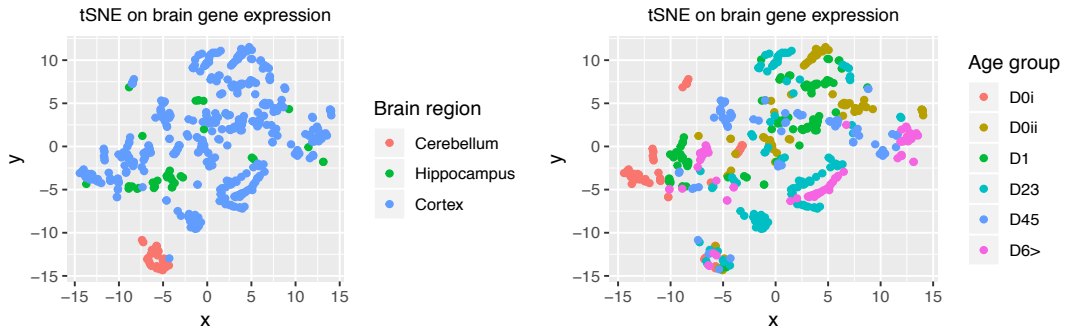 tSNE on brain gene expression
10
5
0
−5
−10
−15
y
−15 −10 −5 0 5 10 15
x
Brain region
Cerebellum
Hippocampus
Cortex
tSNE on brain gene expression
10
5
0
−5
−10
−15
y
−15 −10 −5 0 5 10 15
x
Age group
D0i
D0ii
D1
D23
D45
D6>